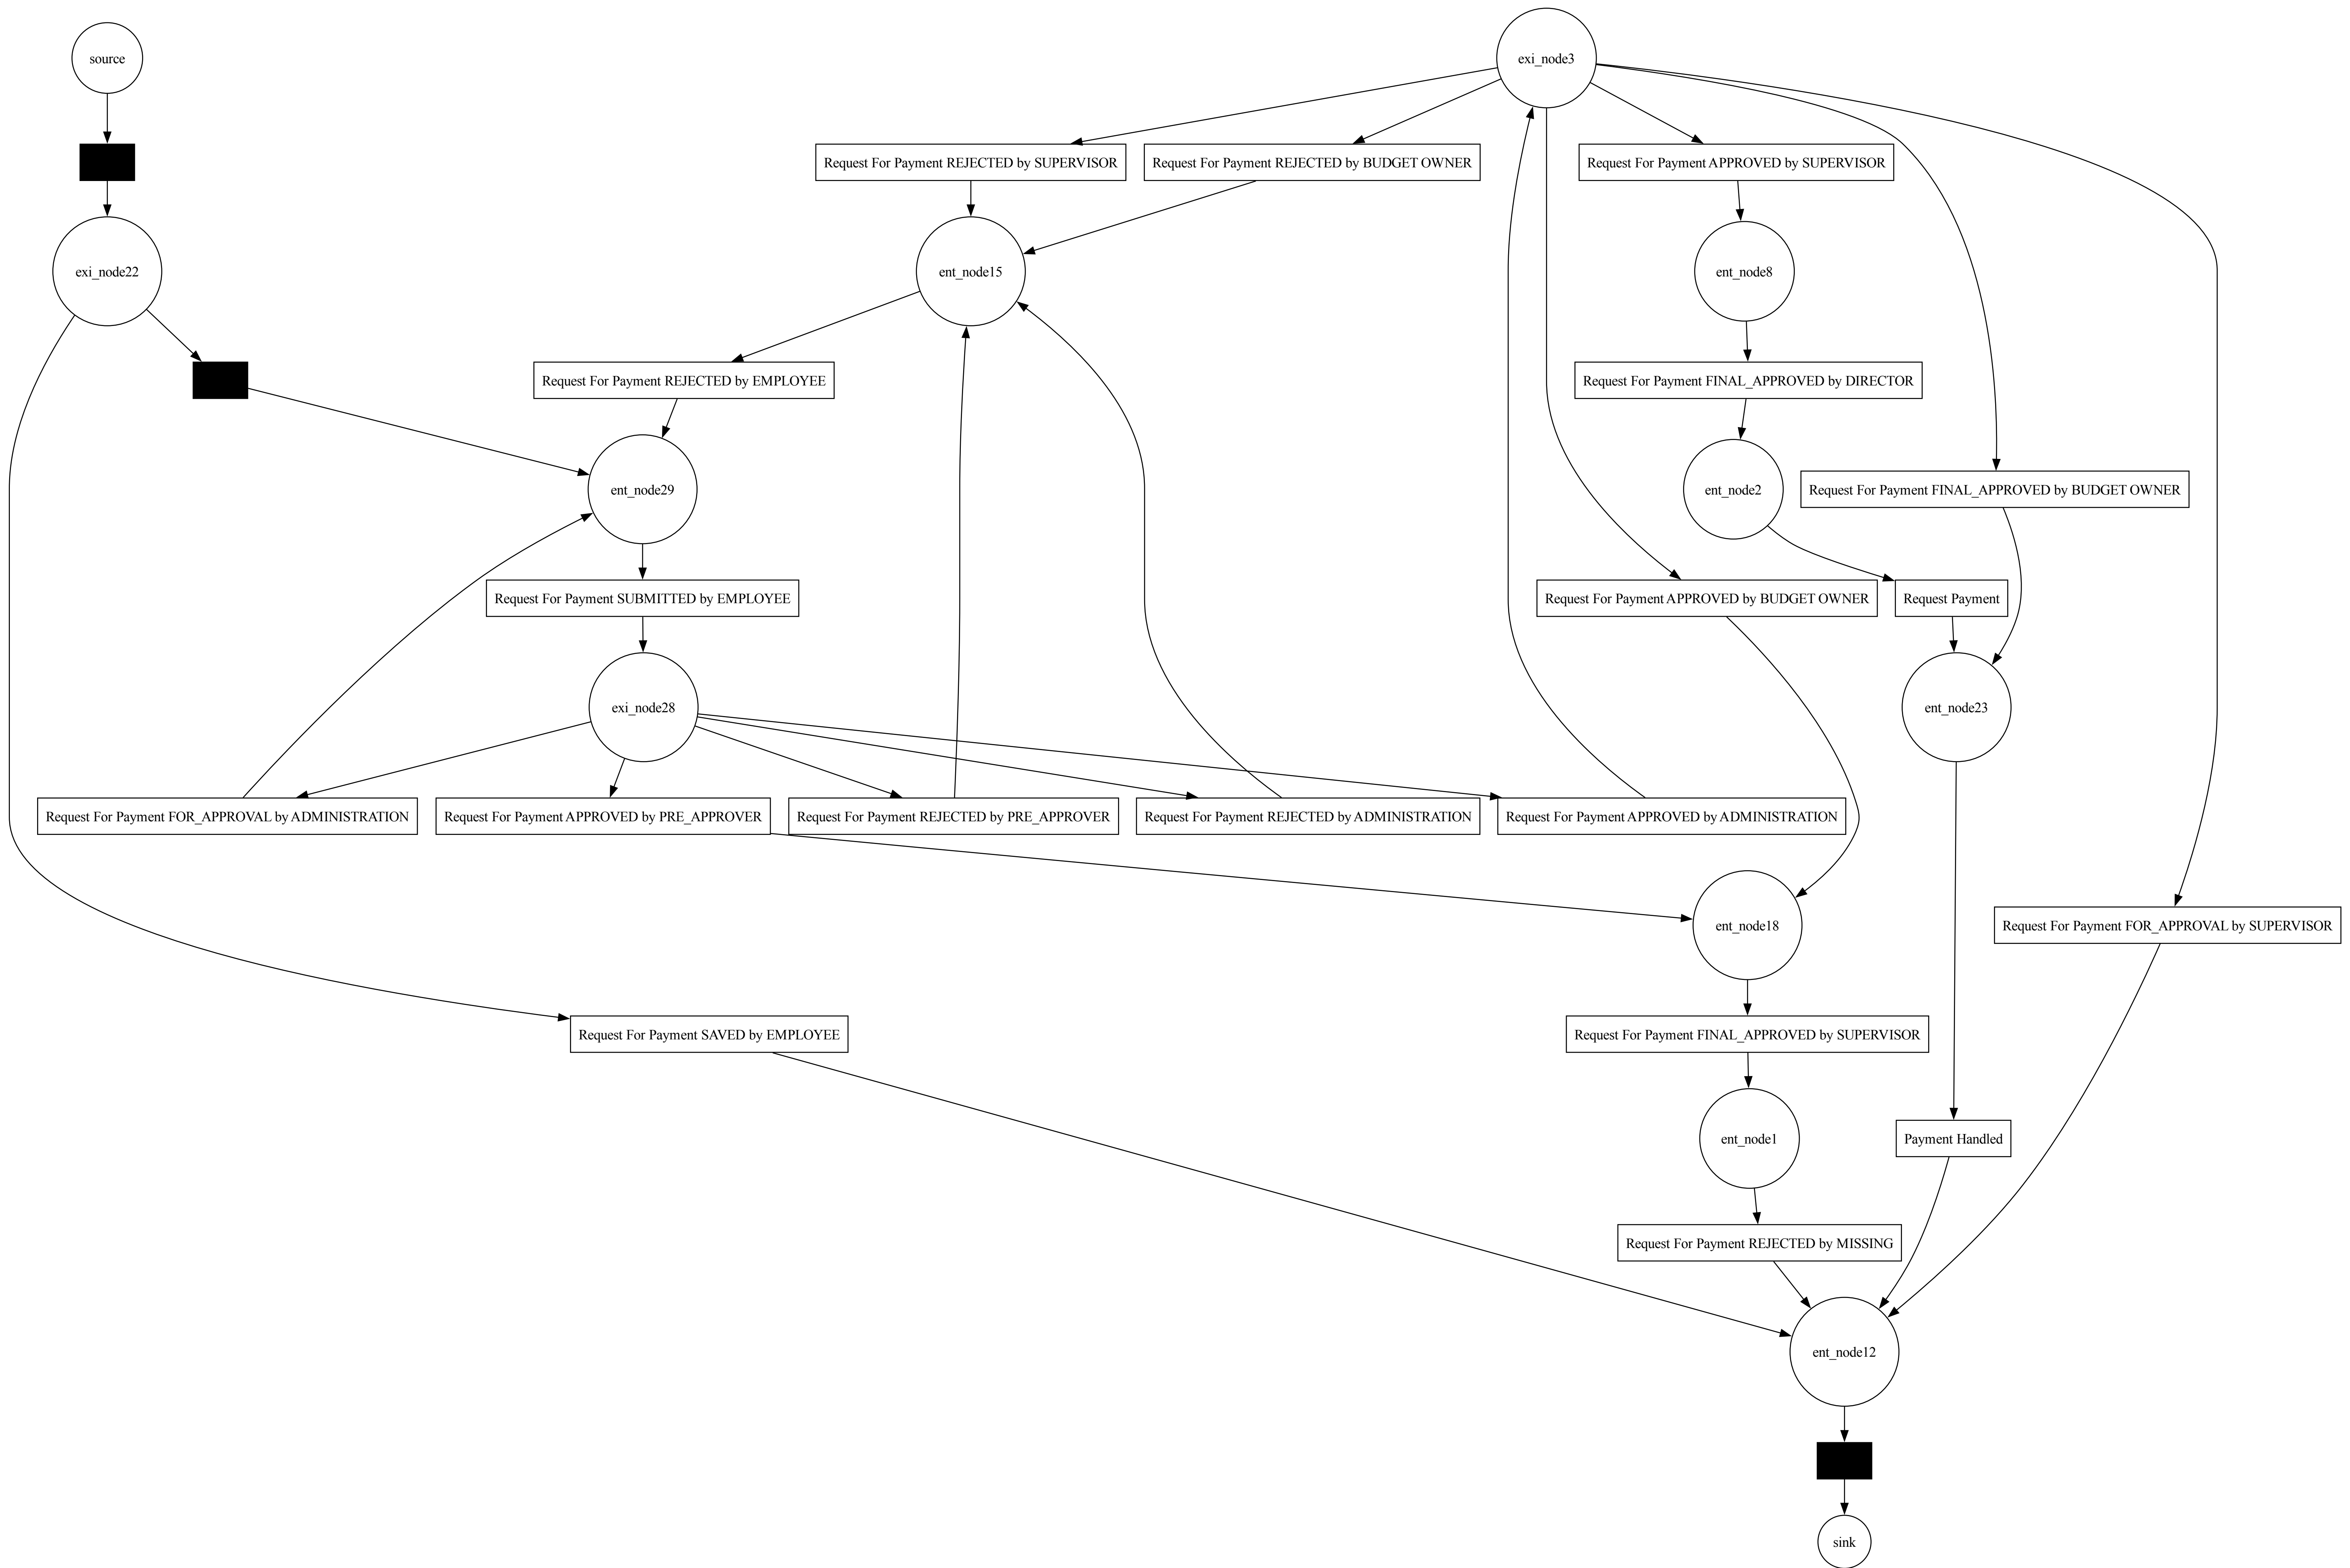 source
exi_node3
Request For Payment REJECTED by SUPERVISOR
Request For Payment REJECTED by BUDGET OWNER
Request For Payment APPROVED by SUPERVISOR
exi_node22
ent_node15
ent_node8
Request For Payment REJECTED by EMPLOYEE
Request For Payment FINAL_APPROVED by DIRECTOR
ent_node29
ent_node2
Request For Payment FINAL_APPROVED by BUDGET OWNER
Request For Payment SUBMITTED by EMPLOYEE
Request For Payment APPROVED by BUDGET OWNER
Request Payment
exi_node28
ent_node23
Request For Payment FOR_APPROVAL by ADMINISTRATION
Request For Payment APPROVED by PRE_APPROVER
Request For Payment REJECTED by PRE_APPROVER
Request For Payment REJECTED by ADMINISTRATION
Request For Payment APPROVED by ADMINISTRATION
ent_node18
Request For Payment FOR_APPROVAL by SUPERVISOR
Request For Payment SAVED by EMPLOYEE
Request For Payment FINAL_APPROVED by SUPERVISOR
ent_node1
Payment Handled
Request For Payment REJECTED by MISSING
ent_node12
sink